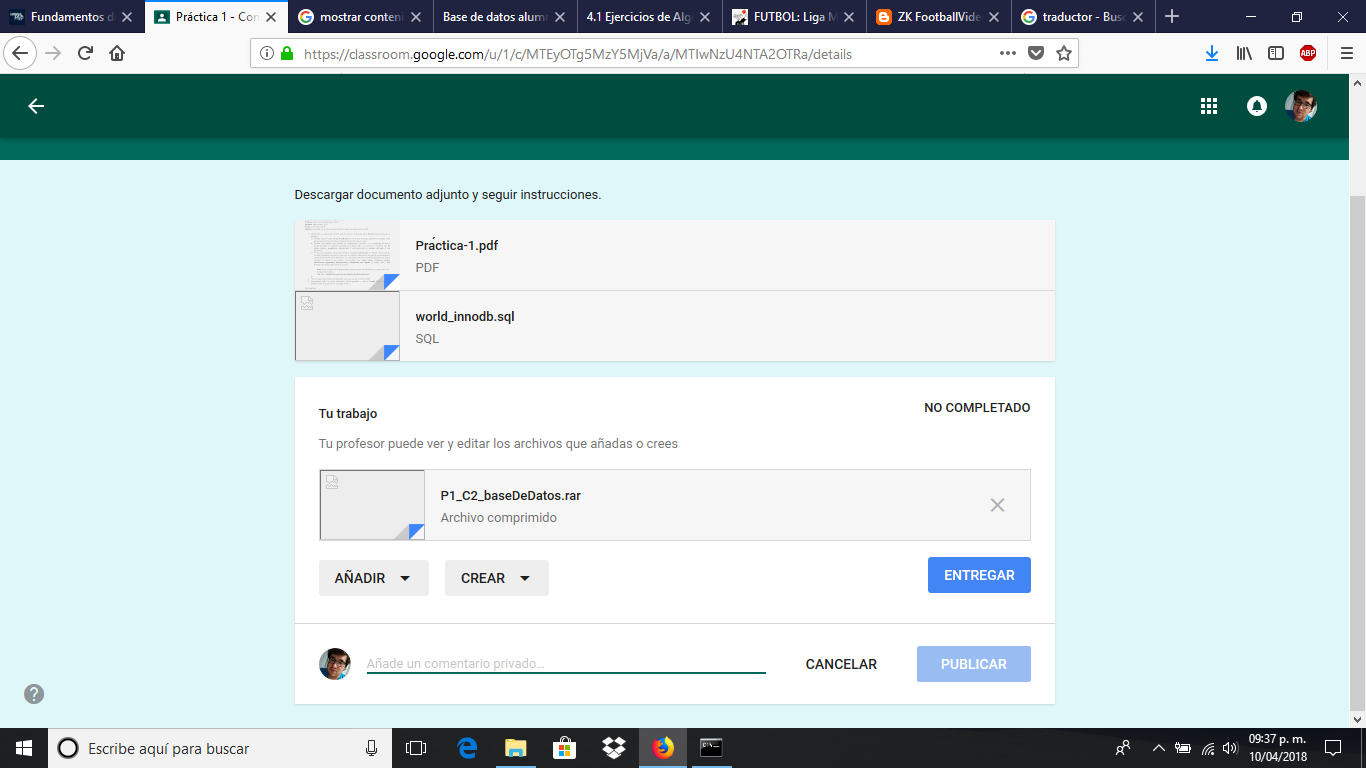 Fundamentos d
Práctica 1 - Con
mostrar conteni
Base de datos alum
4.1 Ejercicios de Alg
FUTBOL: Liga M
ZK FootballVide
traductor - Busc
https://classroom.google.com/u/1/c/MTEyOTg5MzY5MjVa/a/MTIwNzU4NTA2OTRa/details
ABP
Descargar documento adjunto y seguir instrucciones.
Práctica-1.pdf
PDF
world_innodb.sql
SQL
Tu trabajo
NO COMPLETADO
Tu profesor puede ver y editar los archivos que añadas o crees
P1_C2_baseDeDatos.rar
Archivo comprimido
AÑADIR
CREAR
ENTREGAR
Añade un comentario privado...
CANCELAR
PUBLICAR
Escribe aquí para buscar
09:37 p. m.
10/04/2018